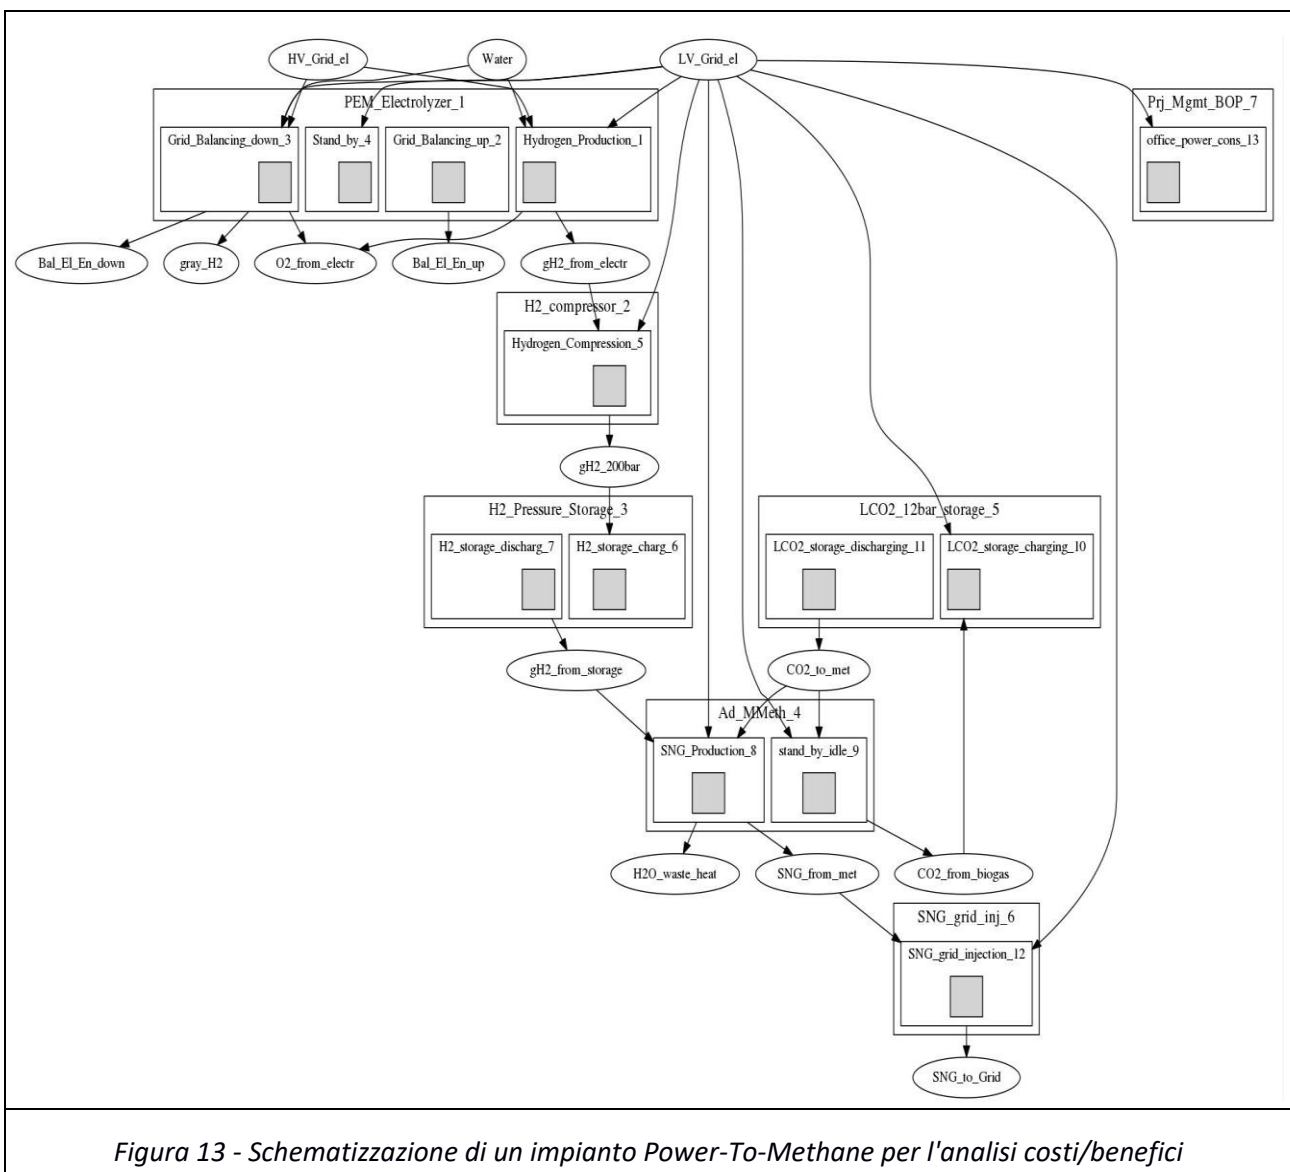 HV_Grid_el
Water
LV_Grid_el
PEM_Electrolyzer_1
Prj_Mgmt_BOP_7
Grid_Balancing_down_3
Stand_by_4
Grid_Balancing_up_2
Hydrogen_Production_1
office_power_cons_13
Bal_El_En_down
gray_H2
O2_from_electr
Bal_El_En_up
gH2_from_electr
H2_compressor_2
Hydrogen_Compression_5
gH2_200bar
H2_Pressure_Storage_3
LCO2_12bar_storage_5
H2_storage_discharg_7
H2_storage_charg_6
LCO2_storage_discharging_11
LCO2_storage_charging_10
gH2_from_storage
CO2_to_met
Ad_MMeth_4
SNG_Production_8
stand_by_idle_9
H2O_waste_heat
SNG_from_met
CO2_from_biogas
SNG_grid_inj_6
SNG_grid_injection_12
SNG_to_Grid
Figura 13 - Schematizzazione di un impianto Power-To-Methane per l'analisi costi/benefici